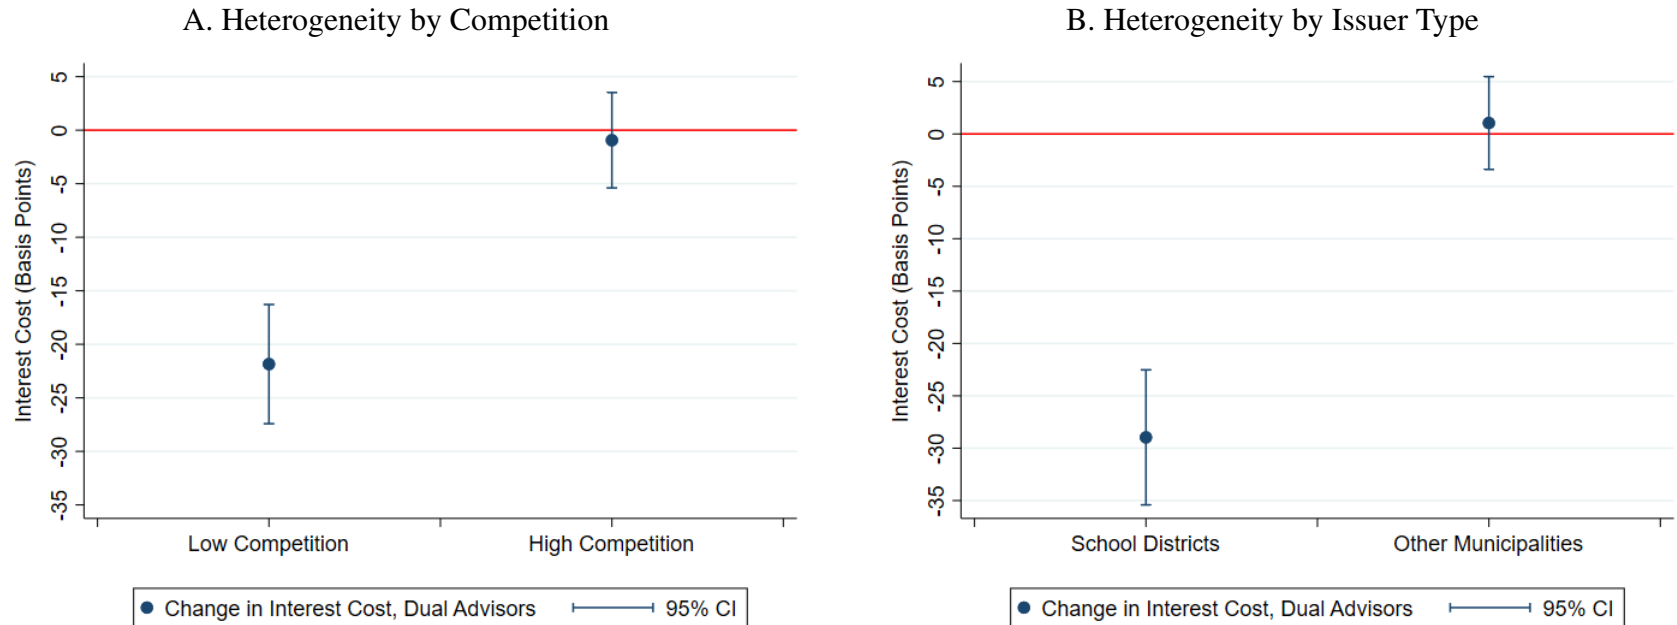 A. Heterogeneity by Competition
Interest Cost (Basis Points)
5
0
-5
-10
-15
-20
-25
-30
-35
Low Competition
High Competition
Change in Interest Cost, Dual Advisors
95% CI
B. Heterogeneity by Issuer Type
Interest Cost (Basis Points)
5
0
-5
-10
-15
-20
-25
-30
-35
School Districts
Other Municipalities
Change in Interest Cost, Dual Advisors
95% CI